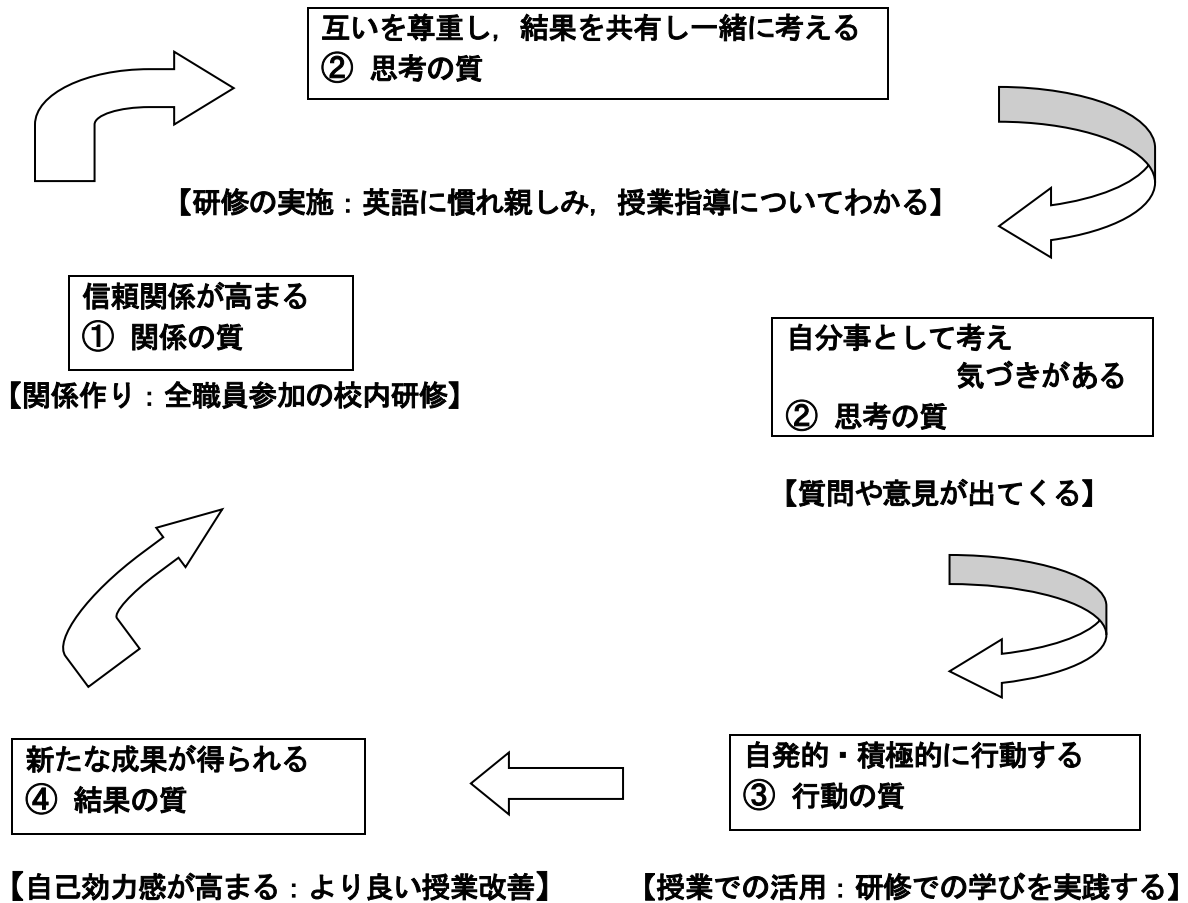 互いを尊重し，結果を共有し一緒に考える
② 思考の質
【研修の実施：英語に慣れ親しみ，授業指導についてわかる】
信頼関係が高まる
① 関係の質
【関係作り：全職員参加の校内研修】
自分事として考え
気づきがある
② 思考の質
【質問や意見が出てくる】
新たな成果が得られる
④ 結果の質
【自己効力感が高まる：より良い授業改善】
自発的・積極的に行動する
③ 行動の質
【授業での活用：研修での学びを実践する】